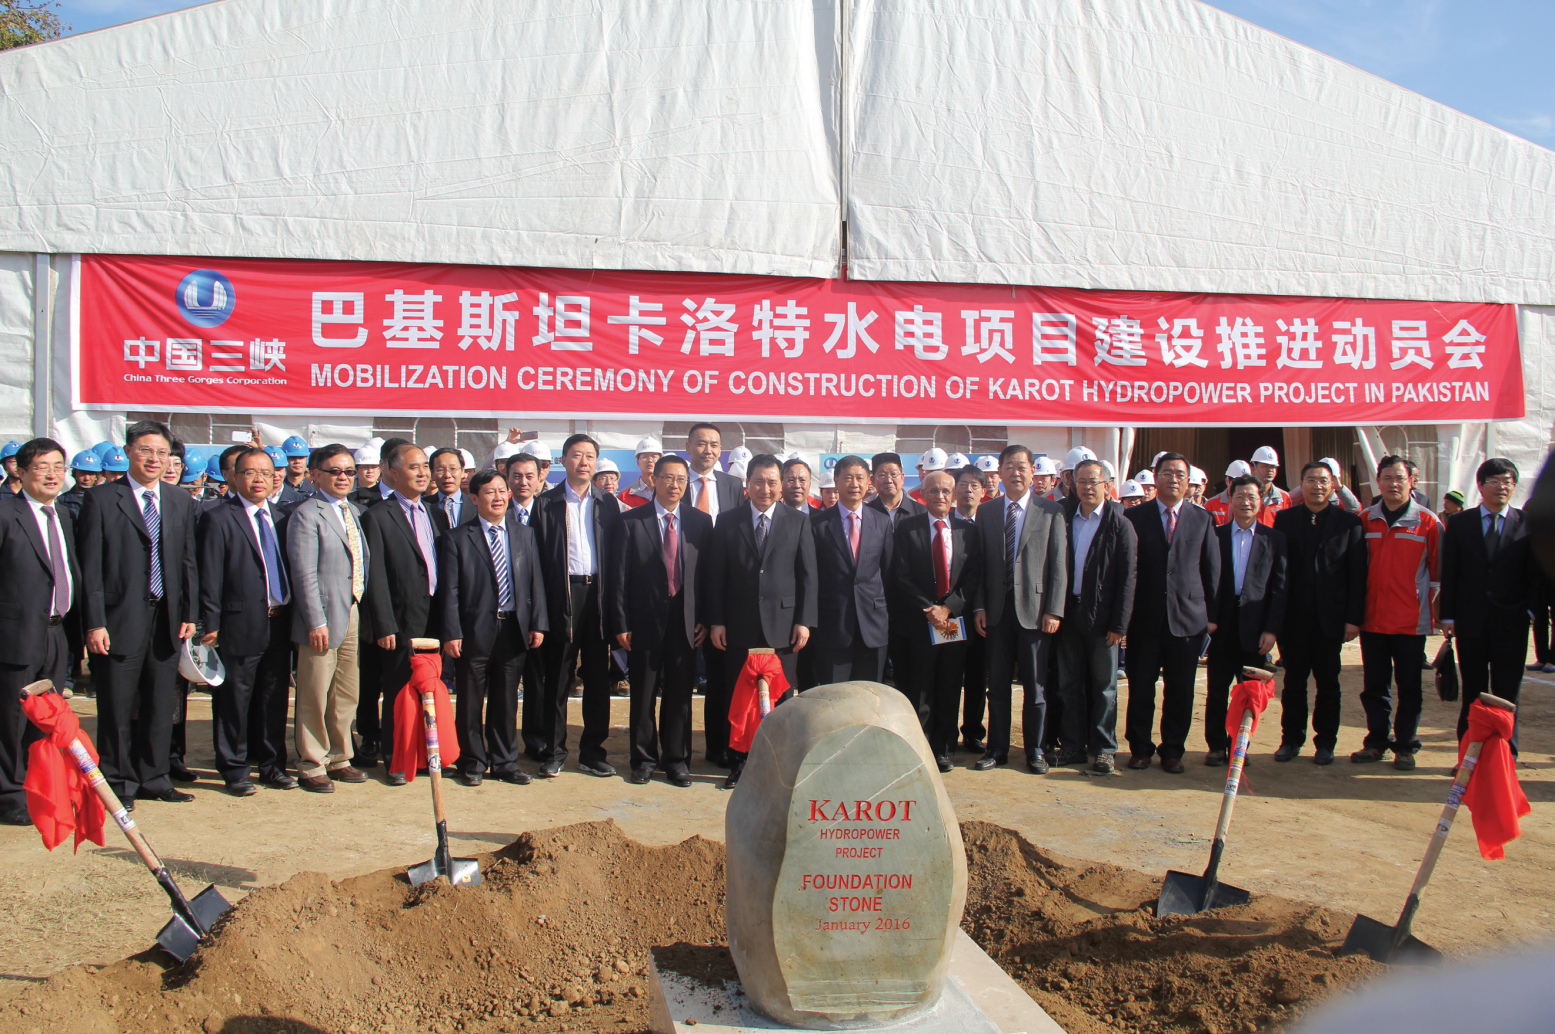 中国三峡
China Three Gorges Corporation
巴基斯坦卡洛特水电项目建设推进动员会
MOBILIZATION CEREMONY OF CONSTRUCTION OF KAROT HYDROPOWER PROJECT IN PAKISTAN
KAROT
HYDROPOWER
PROJECT
FOUNDATION
STONE
January 2016